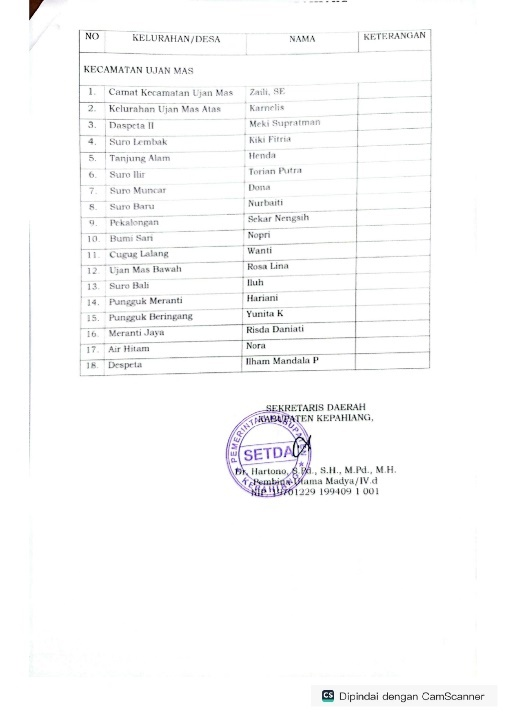 NO KELURAHAN/DESA NAMA KETERANGAN
KECAMATAN UJAN MAS
1. Camat Kecamatan Ujan Mas Zaili, SE
2. Kelurahan Ujan Mas Atas Karnelis
3. Daspeta II Meki Supratman
4. Suro Lembak Kiki Fitria
5. Tanjung Alam Henda
6. Suro Ilir Torian Putra
7. Suro Muncar Dona
8. Suro Baru Nurbaiti
9. Pekalongan Sekar Nengsih
10. Bumi Sari Nopri
11. Cugug Lalang Wanti
12. Ujan Mas Bawah Rosa Lina
13. Suro Bali Iluh
14. Pungguk Meranti Hariani
15. Pungguk Beringang Yunita K
16. Meranti Jaya Risda Daniati
17. Air Hitam Nora
18. Despeta Ilham Mandala P
SEKRETARIS DAERAH
KABUPATEN KEPAHIANG,
SETDA
Dr. Hartono, S.Pd., S.H., M.Pd., M.H.
Pembina Utama Madya/IV.d
NIP. 19701229 199409 1 001
CS Dipindai dengan CamScanner